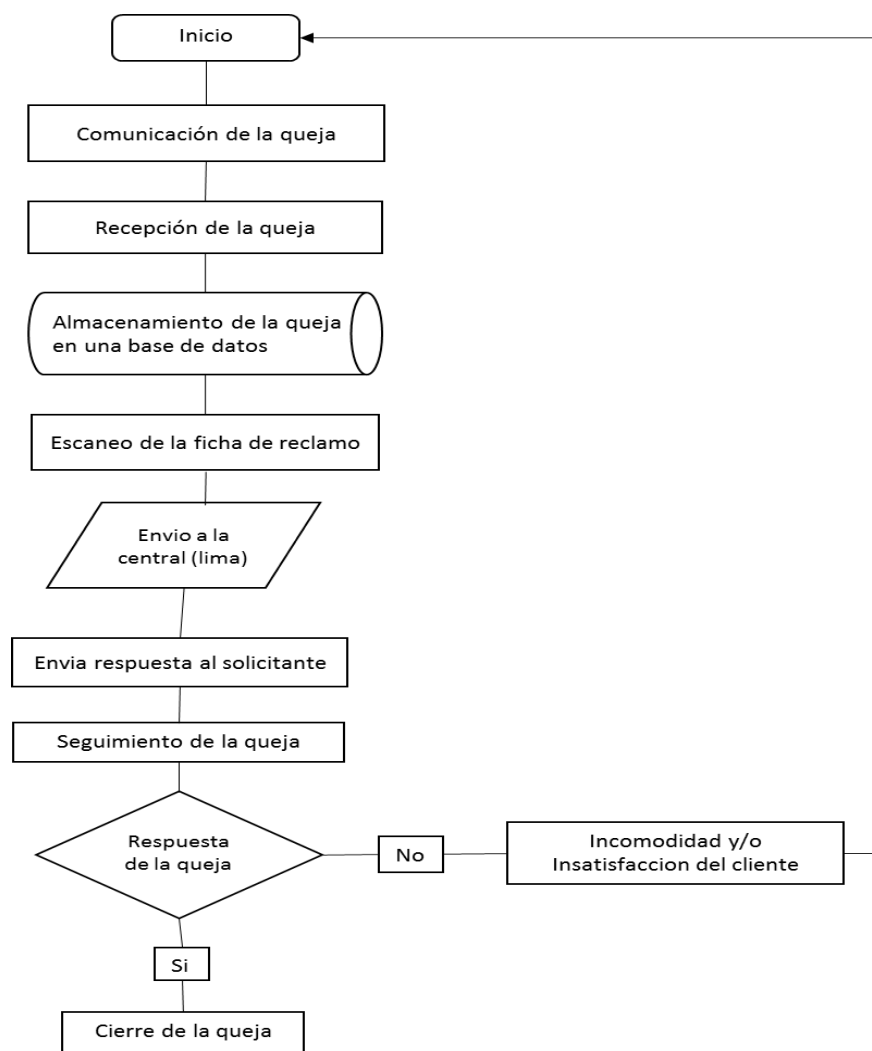 Inicio
Comunicación de la queja
Recepción de la queja
Almacenamiento de la queja
en una base de datos
Escaneo de la ficha de reclamo
Envio a la
central (lima)
Envia respuesta al solicitante
Seguimiento de la queja
Respuesta
de la queja
No
Incomodidad y/o
Insatisfaccion del cliente
Si
Cierre de la queja